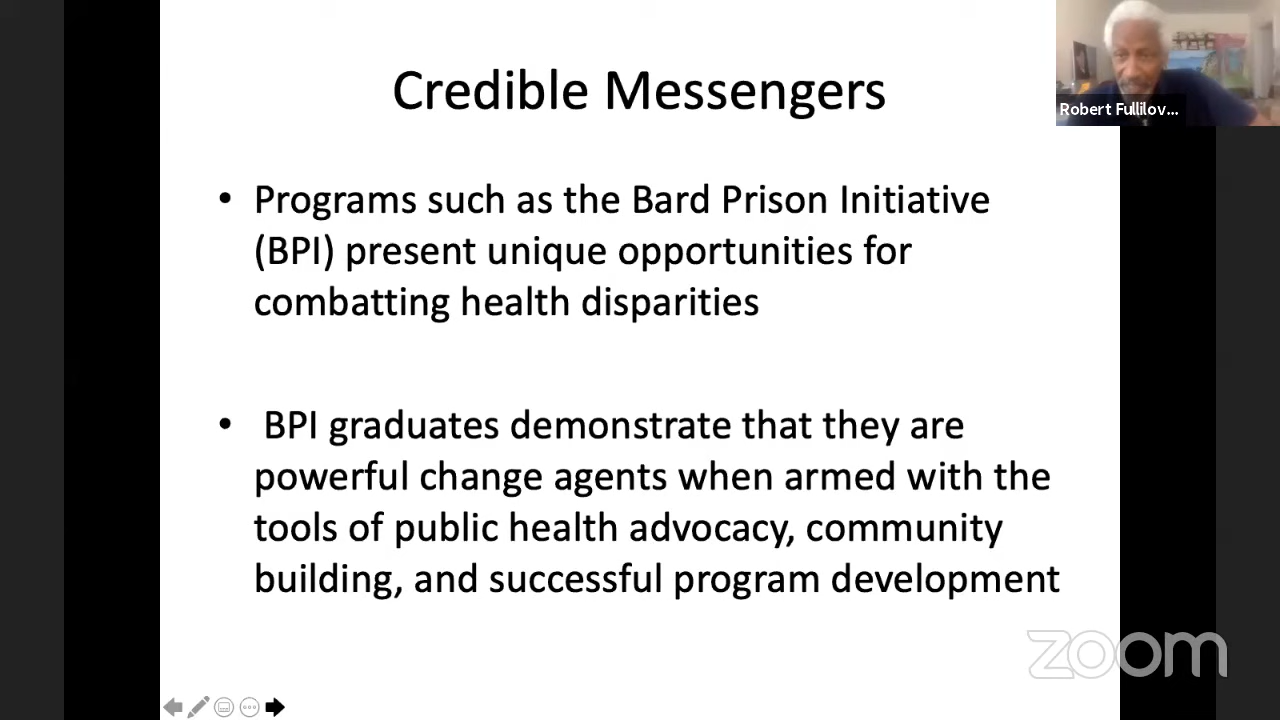 Credible Messengers
Robert Fullilov...
• Programs such as the Bard Prison Initiative
(BPI) present unique opportunities for
combatting health disparities
• BPI graduates demonstrate that they are
powerful change agents when armed with the
tools of public health advocacy, community
building, and successful program development
zoom